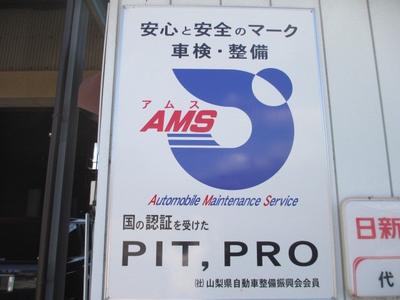 安心と安全のマーク
車検・整備
アムス
AMS
Automobile Maintenance Service
国の認証を受けた
PIT, PRO
(社)山梨県自動車整備振興会会員
日新
代